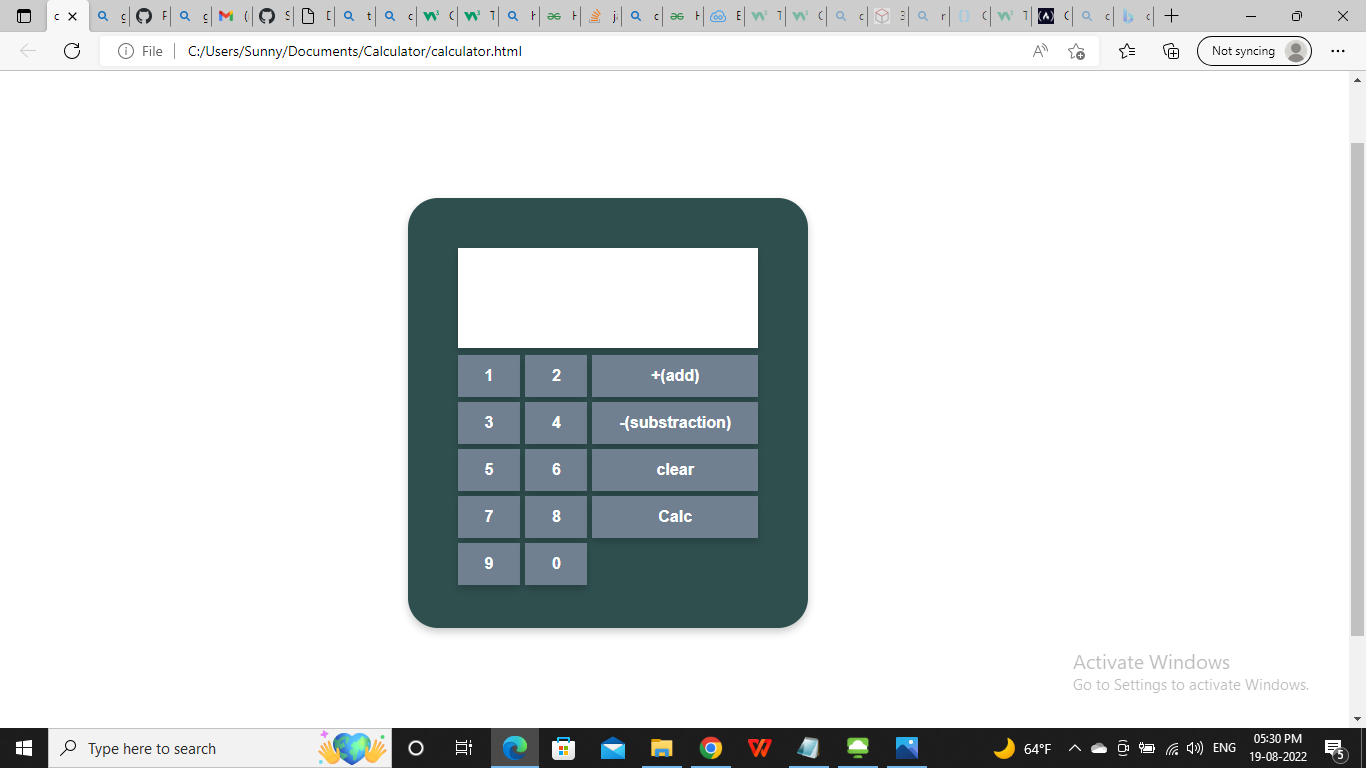 File
C:/Users/Sunny/Documents/Calculator/calculator.html
Not syncing
1 2 +(add)
3 4 -(substraction)
5 6 clear
7 8 Calc
9 0
Activate Windows
Go to Settings to activate Windows.
Type here to search
64°F
ENG
05:30 PM
19-08-2022
5